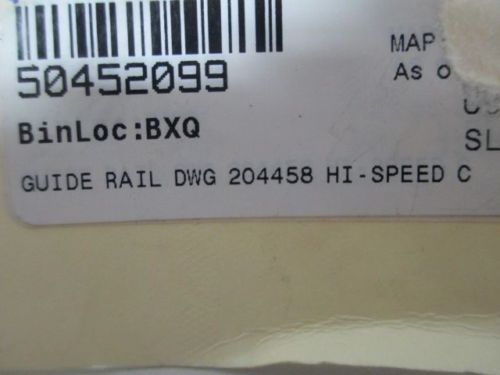 50452099
MAP
As o
BinLoc:BXQ
SL
GUIDE RAIL DWG 204458 HI-SPEED C